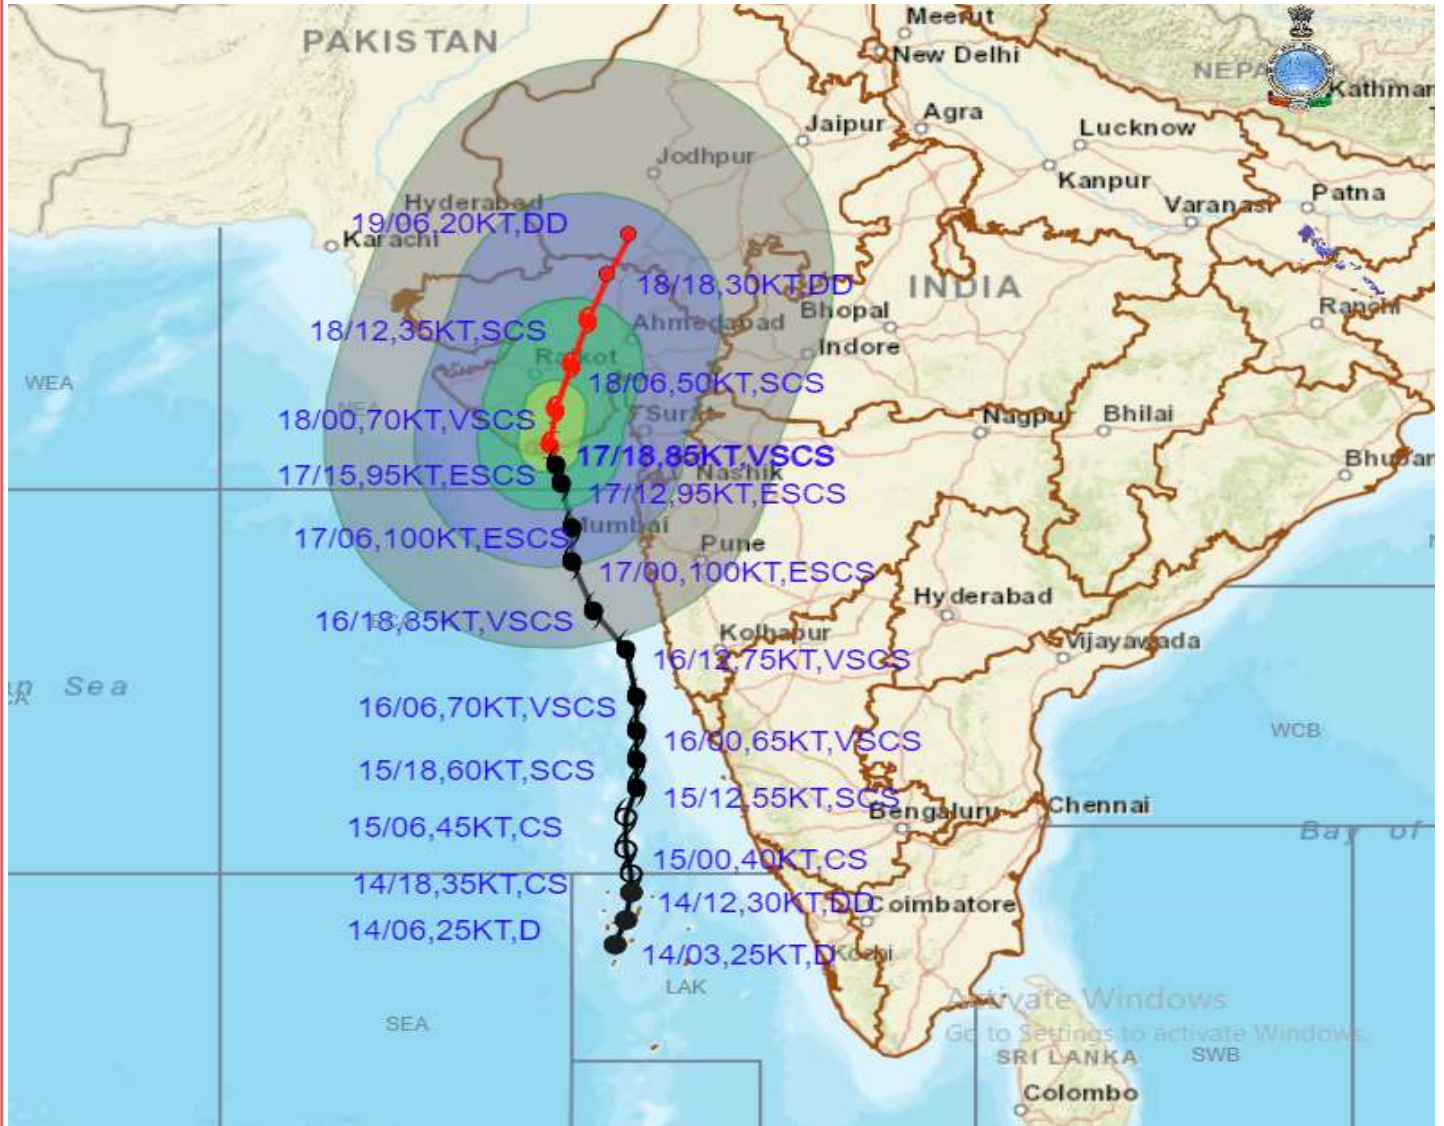 Meerut
PAKISTAN
New Delhi
NEPA
Kathmar
Agra
Jaipur
Lucknow
Jodhpur
Kanpur
Patna
Hyderabad
Varanasi
19/06,20KT,DD
Karachi
18/18,30KT,DD
INDIA
Ranchi
Bhopal
18/12,35KT,SCS
Ahmedabad
Indore
Rajkot
WEA
18/06,50KT,SCS
NEA
Surat
18/00,70KT,VSCS
Nagpur
Bhilai
17/18,85KT,VSCS
Bhubar
17/15,95KT,ESCS
Nashik
17/12,95KT,ESCS
Mumbai
17/06,100KT,ESCS
Pune
17/00,100KT,ESCS
Hyderabad
16/18,85KT,VSCS
Kolhapur
Vijayawada
16/12,75KT,VSCS
an Sea
CA
16/06,70KT,VSCS
WCB
16/00,65KT,VSCS
15/18,60KT,SCS
15/12,55KT,SCS
Chennai
Bengaluru
15/06,45KT,CS
Bay of
15/00,40KT,CS
14/18,35KT,CS
14/12,30KT,DD
Coimbatore
14/06,25KT,D
14/03,25KT,D
Kochi
LAK
Activate Windows
SEA
Go to Settings to activate Windows.
SRI LANKA
SWB
Colombo